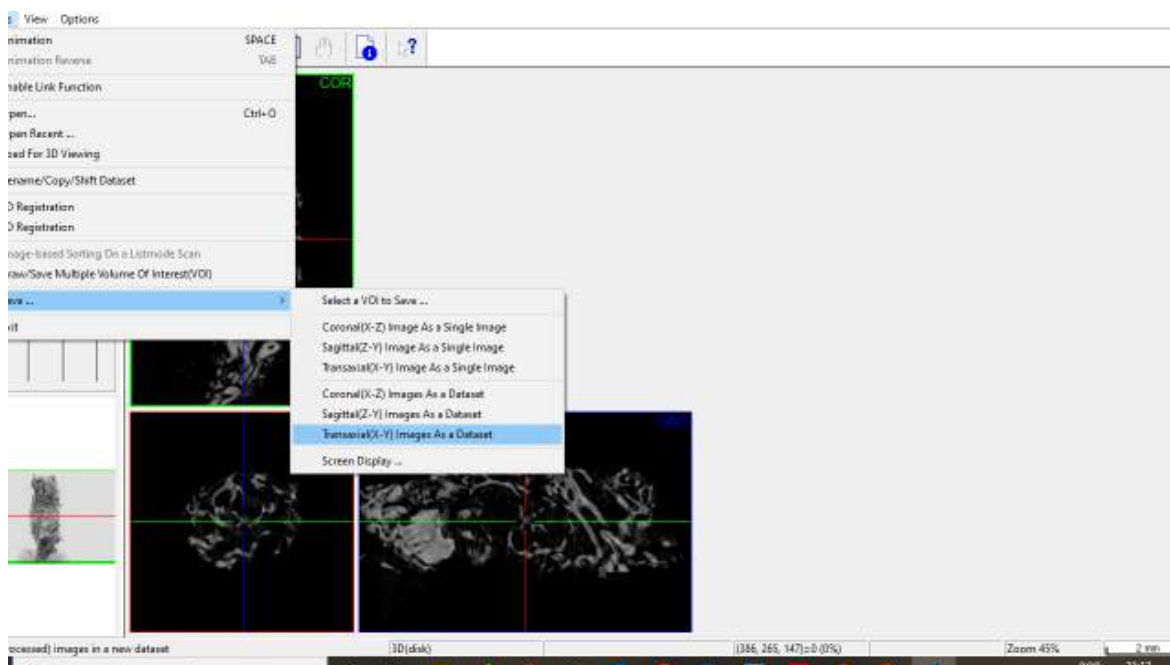 s View Options
nimation SPACE
nimation Reverse TAB
nable Link Function
pen... Ctrl+O
pen Recent ...
oad For 3D Viewing
ename/Copy/Shift Dataset
D Registration
D Registration
mage-based Sorting On a Listmode Scan
raw/Save Multiple Volume Of Interest(VOI)
ave ...
xit
COR
Select a VOI to Save ...
Coronal(X-Z) Image As a Single Image
Sagittal(Z-Y) Image As a Single Image
Transaxial(X-Y) Image As a Single Image
Coronal(X-Z) Images As a Dataset
Sagittal(Z-Y) Images As a Dataset
Transaxial(X-Y) Images As a Dataset
Screen Display ...
ocessed) images in a new dataset 3D(disk) (386, 265, 147)=0 (0%) Zoom 45% 2 mm